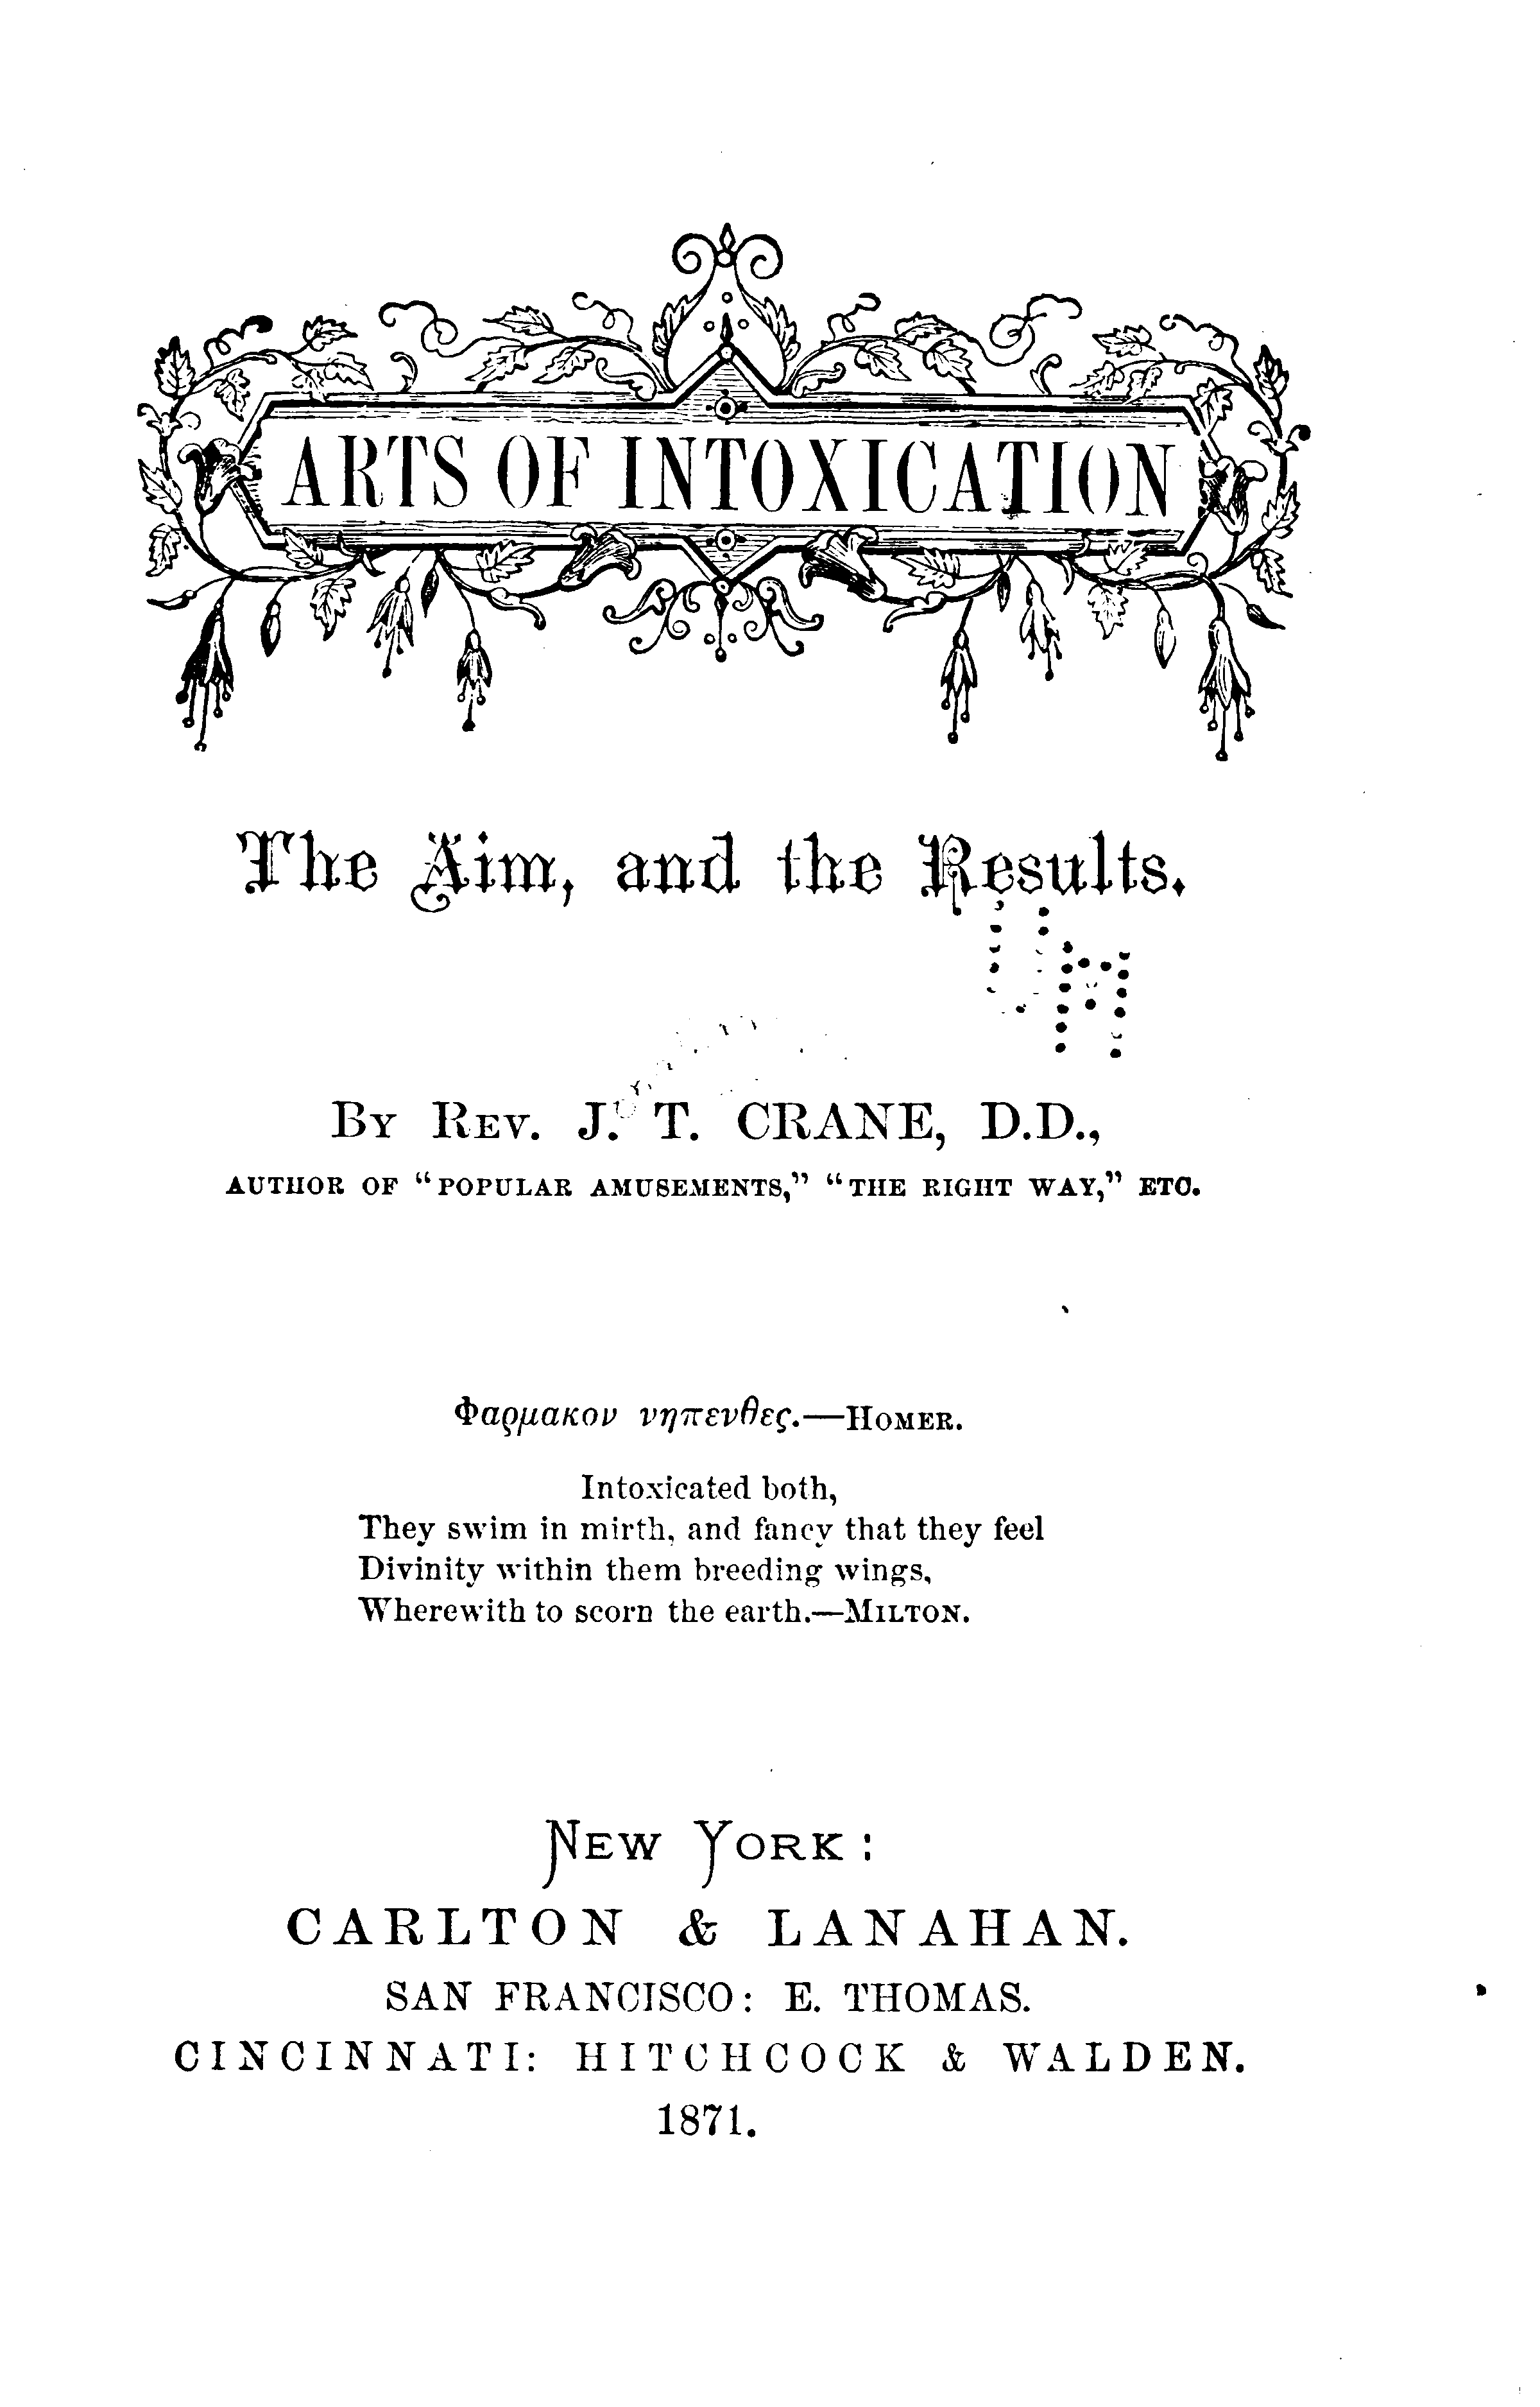 ARTS OF INTOXICATION
The Aim, and the Results.
UM
BY REV. J. T. CRANE, D.D.,
AUTHOR OF “POPULAR AMUSEMENTS,” “THE RIGHT WAY,” ETC.
Φαρμακον νηπενθες.—HOMER.
Intoxicated both,
They swim in mirth, and fancy that they feel
Divinity within them breeding wings,
Wherewith to scorn the earth.—MILTON.
NEW YORK:
CARLTON & LANAHAN.
SAN FRANCISCO: E. THOMAS.
CINCINNATI: HITCHCOCK & WALDEN.
1871.